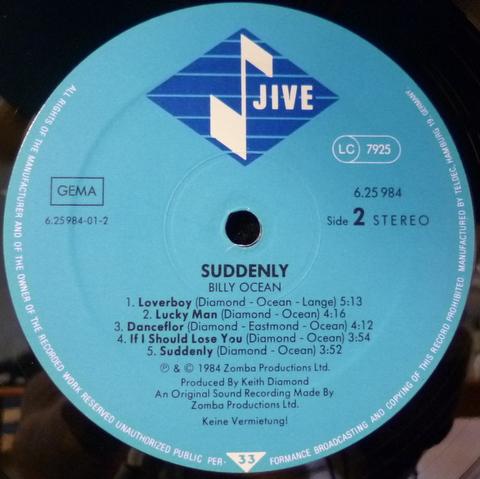 JIVE
LC 7925
GEMA
6.25 984
6.25 984-01-2
Side 2 STEREO
SUDDENLY
BILLY OCEAN
1. Loverboy (Diamond - Ocean - Lange) 5:13
2. Lucky Man (Diamond - Ocean) 4:16
3. Danceflor (Diamond - Eastmond - Ocean) 4:12
4. If I Should Lose You (Diamond - Ocean) 3:54
5. Suddenly (Diamond - Ocean) 3:52
℗ & © 1984 Zomba Productions Ltd.
Produced By Keith Diamond
An Original Sound Recording Made By
Zomba Productions Ltd.
Keine Vermietung!
ALL RIGHTS OF THE MANUFACTURER AND OF THE OWNER OF THE RECORDED WORK RESERVED UNAUTHORIZED PUBLIC PER-
33
FORMANCE BROADCASTING AND COPYING OF THIS RECORD PROHIBITED MANUFACTURED BY TELDEC, HAMBURG 19 GERMANY